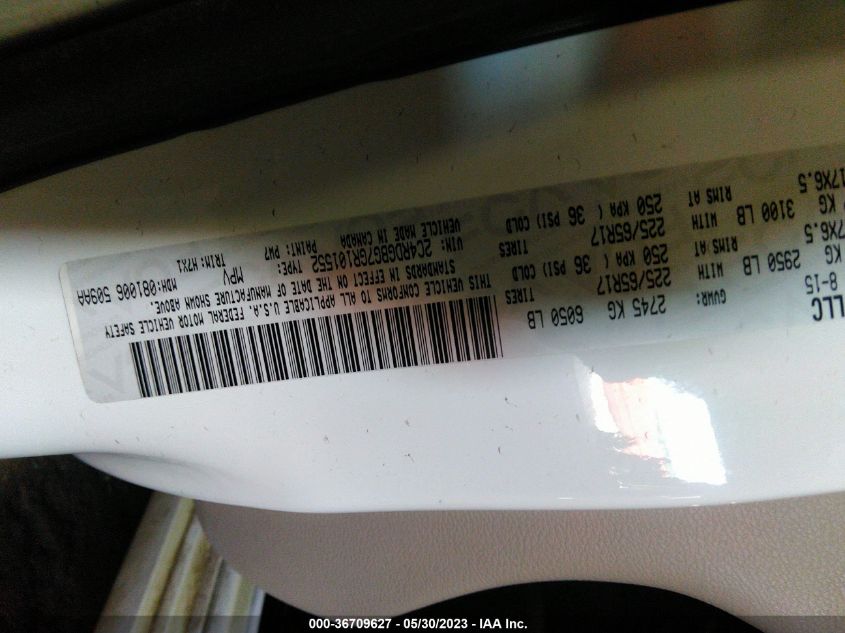 LLC
8-15
GVWR: 2745 KG 6050 LB
2950 LB WITH TIRES 225/65R17
7X6.5 RIMS AT 250 KPA ( 36 PSI) COLD
KG 3100 LB WITH TIRES 225/65R17
17X6.5 RIMS AT 250 KPA ( 36 PSI) COLD
THIS VEHICLE CONFORMS TO ALL APPLICABLE U.S.A. FEDERAL MOTOR VEHICLE SAFETY
STANDARDS IN EFFECT ON THE DATE OF MANUFACTURE SHOWN ABOVE.
VIN: 2C4RDGBG7GR101552 TYPE: MPV MDH:081006 509AA
VEHICLE MADE IN CANADA PAINT: PW7 TRIM: H7X1
000-36709627 - 05/30/2023 - IAA Inc.